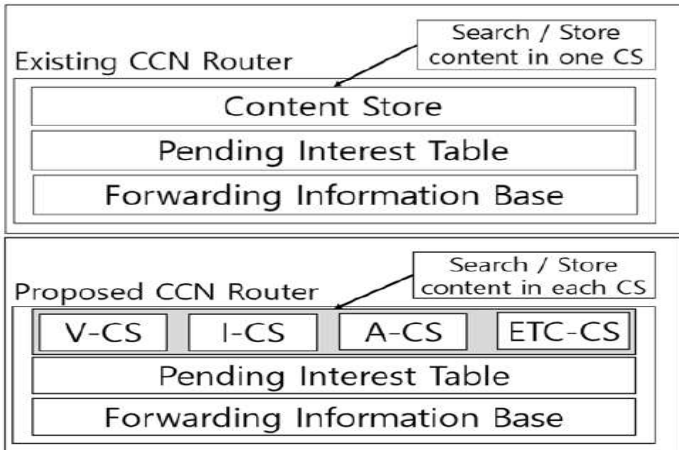 Search / Store
content in one CS
Existing CCN Router
Content Store
Pending Interest Table
Forwarding Information Base
Search / Store
content in each CS
Proposed CCN Router
V-CS I-CS A-CS ETC-CS
Pending Interest Table
Forwarding Information Base